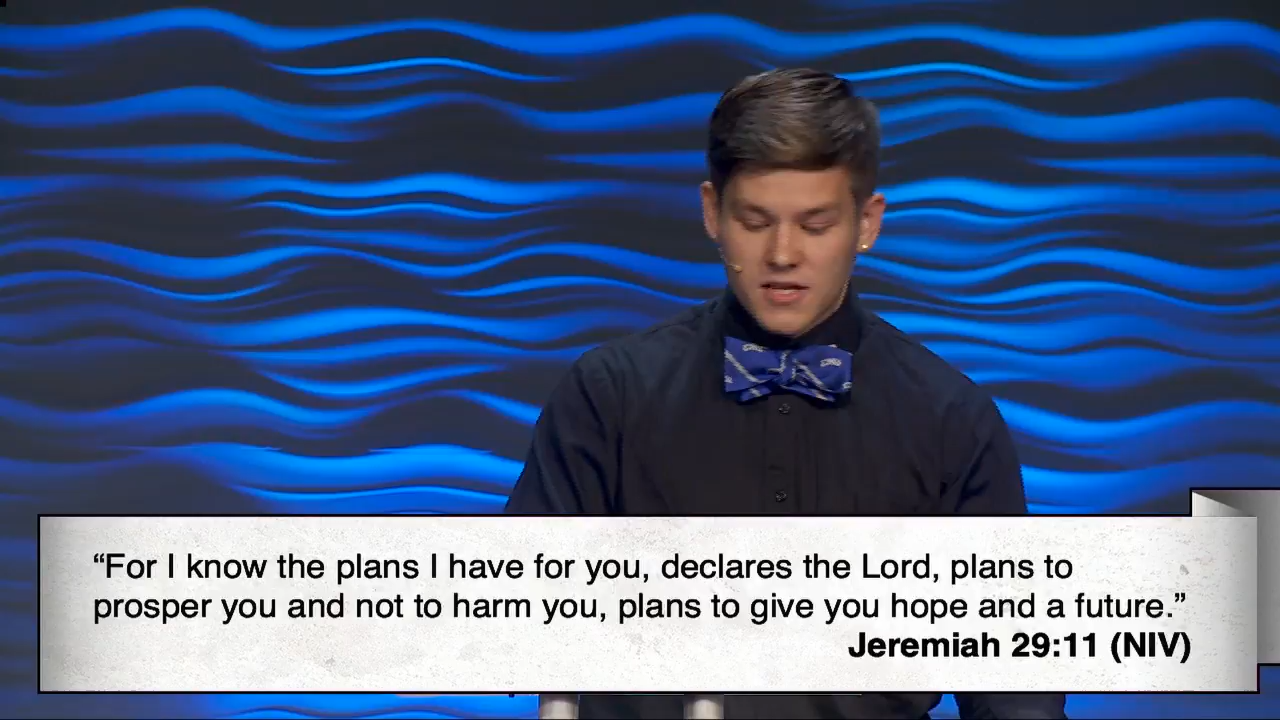 “For I know the plans I have for you, declares the Lord, plans to
prosper you and not to harm you, plans to give you hope and a future.”
Jeremiah 29:11 (NIV)